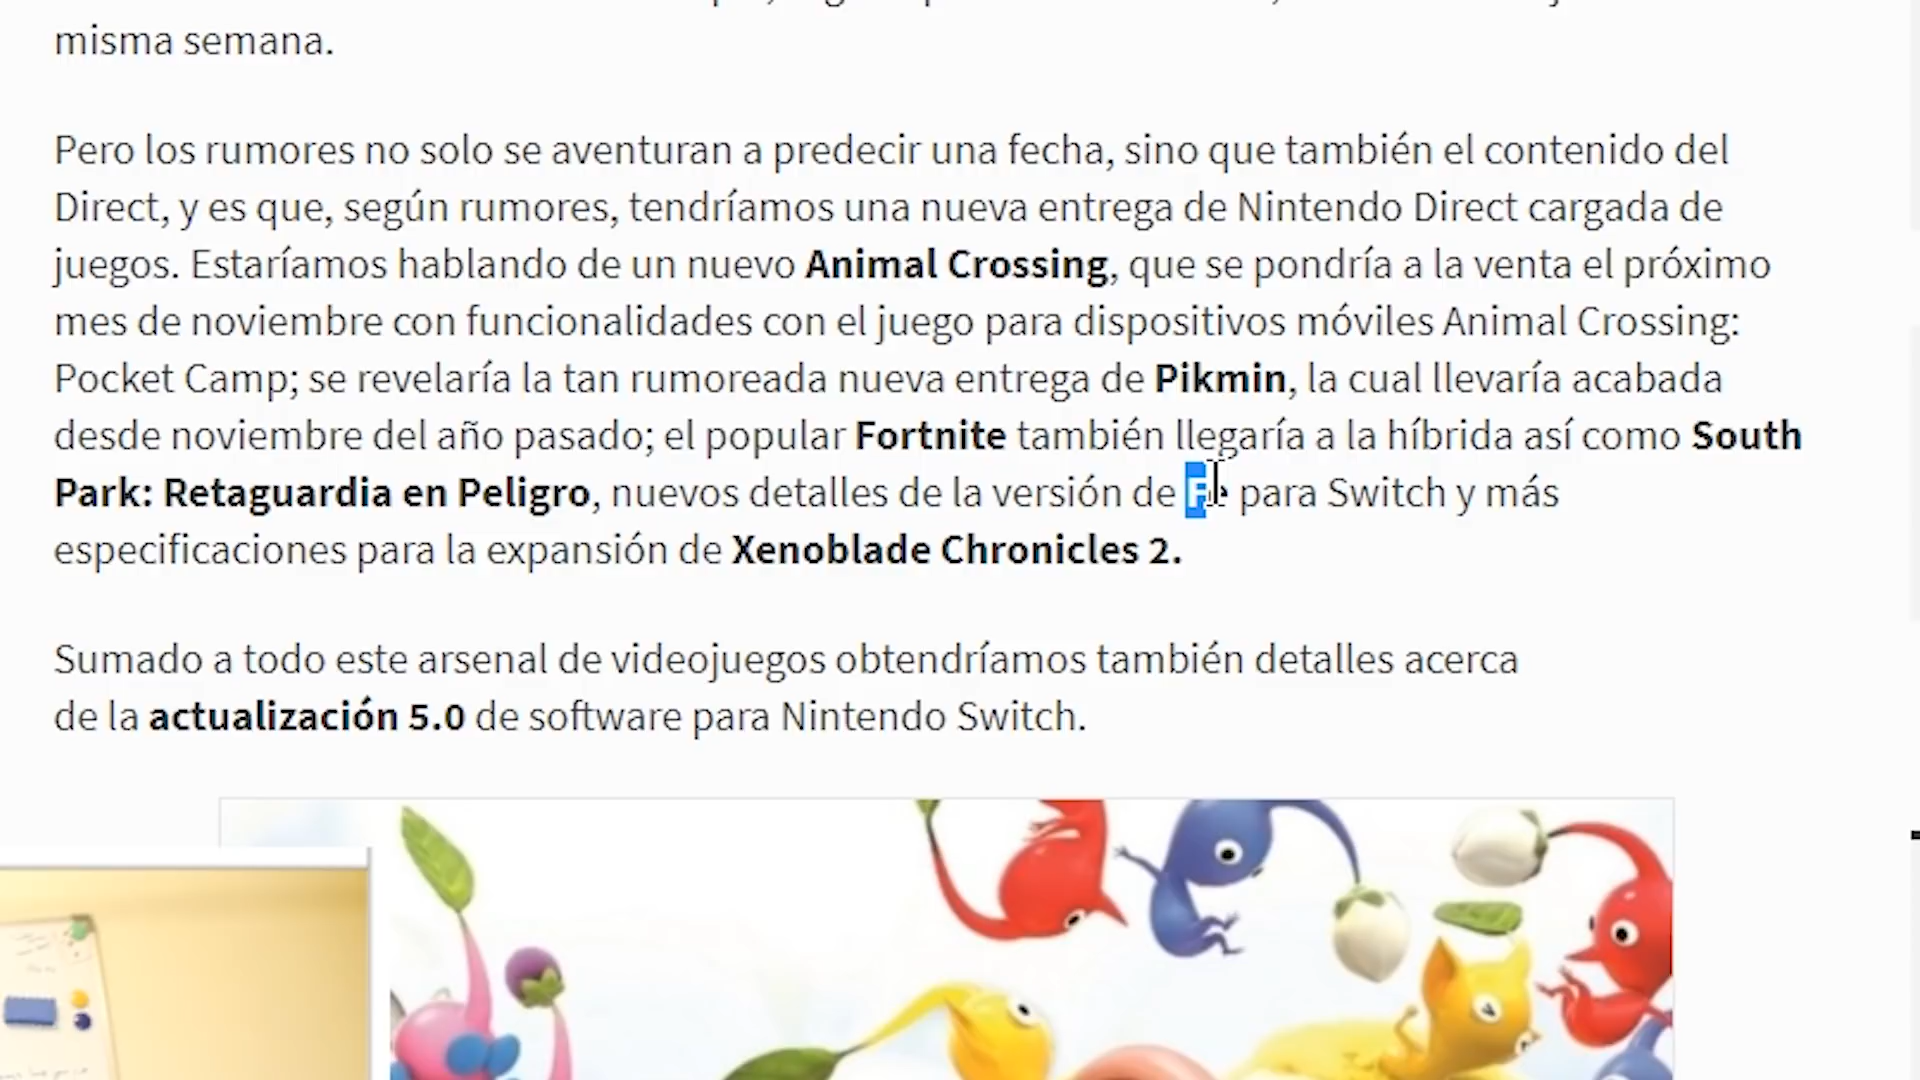 misma semana.
Pero los rumores no solo se aventuran a predecir una fecha, sino que también el contenido del
Direct, y es que, según rumores, tendríamos una nueva entrega de Nintendo Direct cargada de
juegos. Estaríamos hablando de un nuevo Animal Crossing, que se pondría a la venta el próximo
mes de noviembre con funcionalidades con el juego para dispositivos móviles Animal Crossing:
Pocket Camp; se revelaría la tan rumoreada nueva entrega de Pikmin, la cual llevaría acabada
desde noviembre del año pasado; el popular Fortnite también llegaría a la híbrida así como South
Park: Retaguardia en Peligro, nuevos detalles de la versión de Fe para Switch y más
especificaciones para la expansión de Xenoblade Chronicles 2.
Sumado a todo este arsenal de videojuegos obtendríamos también detalles acerca
de la actualización 5.0 de software para Nintendo Switch.